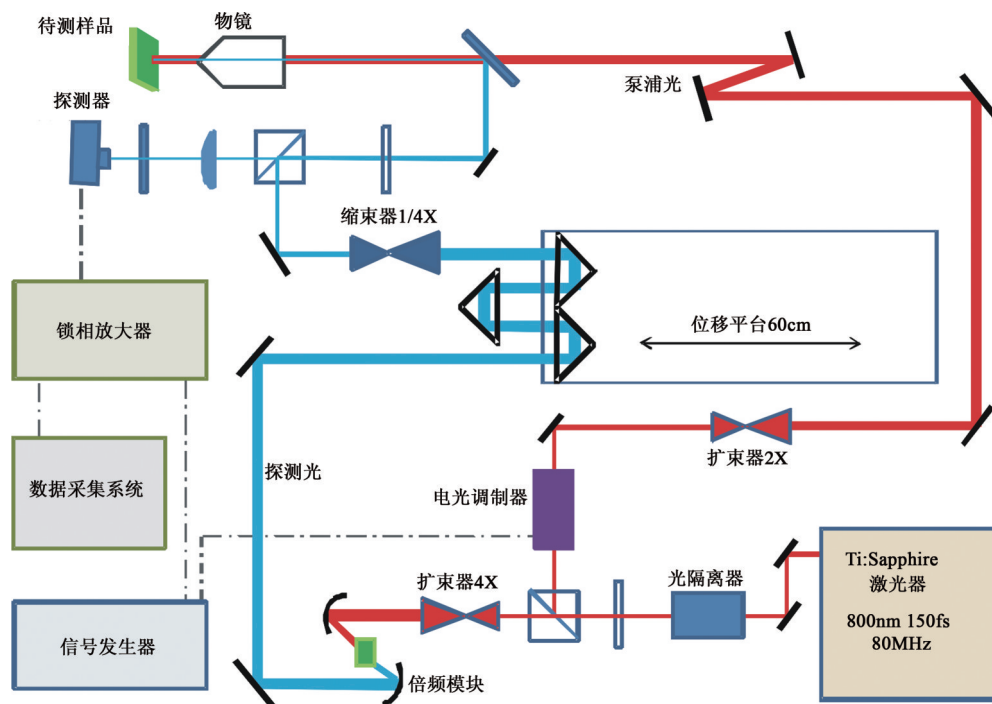 待测样品
物镜
泵浦光
探测器
缩束器1/4X
位移平台60cm
锁相放大器
扩束器2X
探测光
电光调制器
数据采集系统
扩束器4X
光隔离器
Ti:Sapphire
激光器
800nm 150fs
80MHz
信号发生器
倍频模块